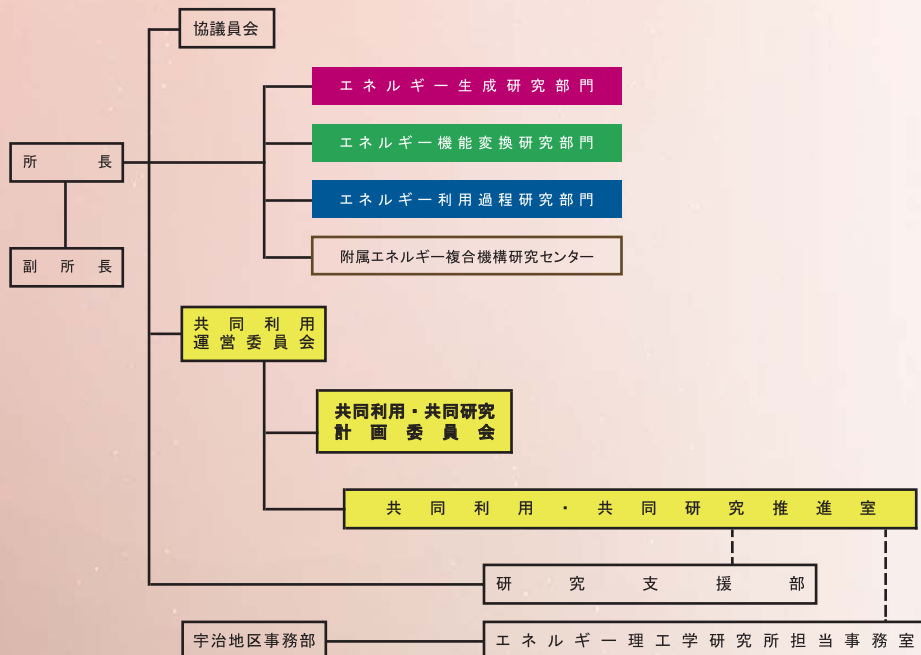 協議員会
エネルギー生成研究部門
エネルギー機能変換研究部門
所長
エネルギー利用過程研究部門
附属エネルギー複合機構研究センター
副所長
共同利用
運営委員会
共同利用・共同研究
計画委員会
共同利用・共同研究推進室
研究支援部
宇治地区事務部
エネルギー理工学研究所担当事務室